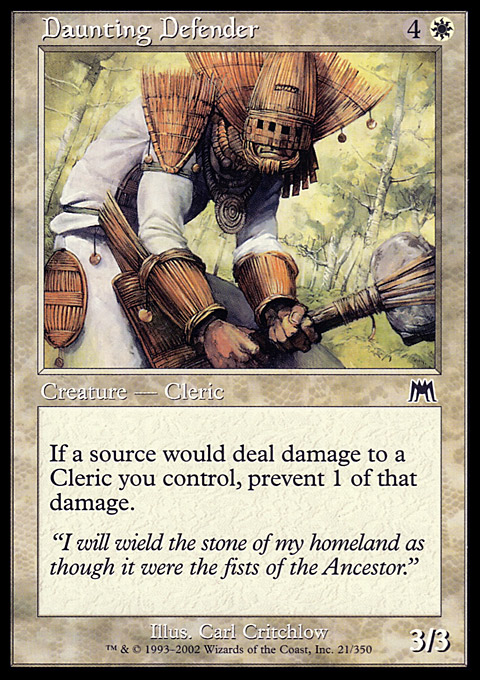 Daunting Defender 4
Creature — Cleric
If a source would deal damage to a
Cleric you control, prevent 1 of that
damage.
“I will wield the stone of my homeland as
though it were the fists of the Ancestor.”
Illus. Carl Critchlow
™ & © 1993–2002 Wizards of the Coast, Inc. 21/350
3/3